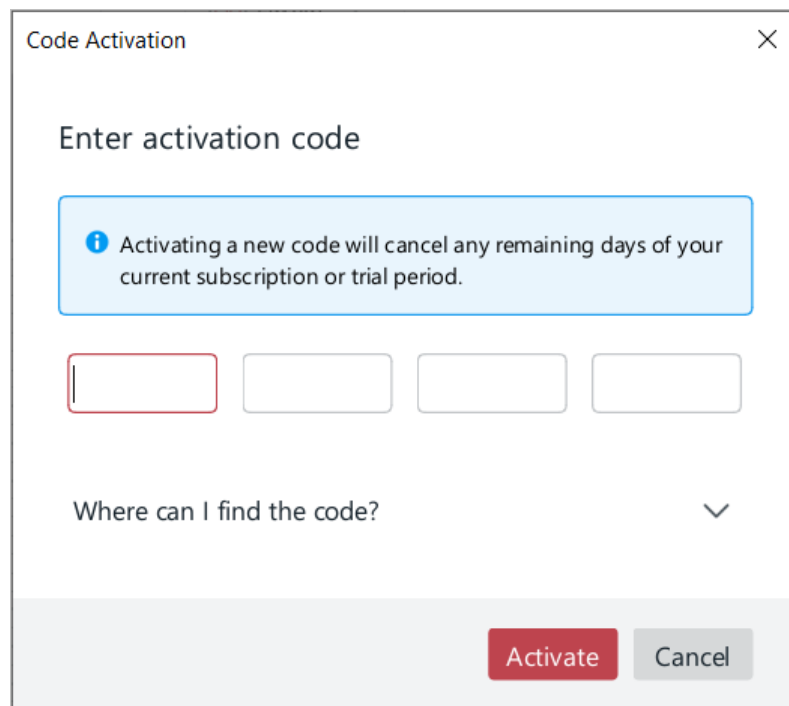 Code Activation
Enter activation code
Activating a new code will cancel any remaining days of your
current subscription or trial period.
Where can I find the code?
Activate Cancel